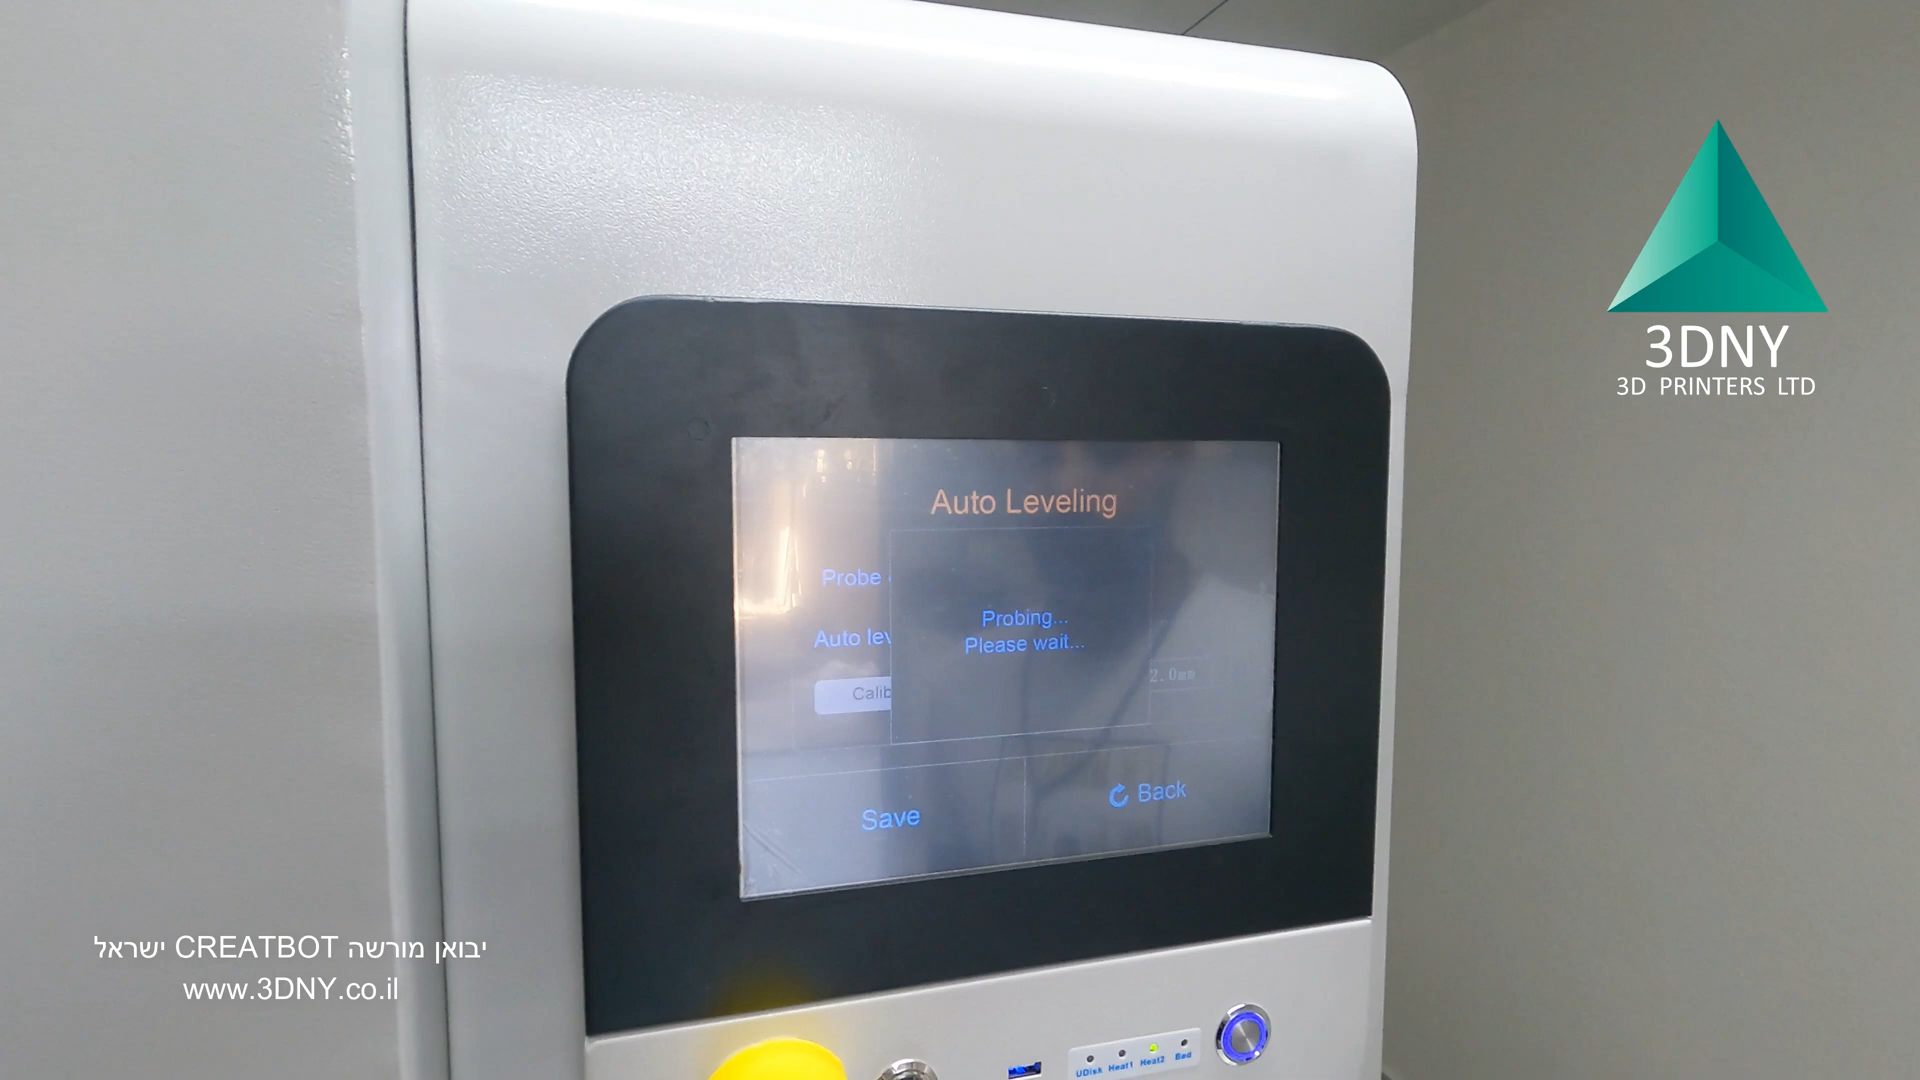 3DNY
3D PRINTERS LTD
Auto Leveling
Probe
Probing...
Auto lev
Please wait...
2.0mm
Calib
Save
Back
יבואן מורשה CREATBOT ישראל
www.3DNY.co.il
UDisk Heat1 Heat2 Bed